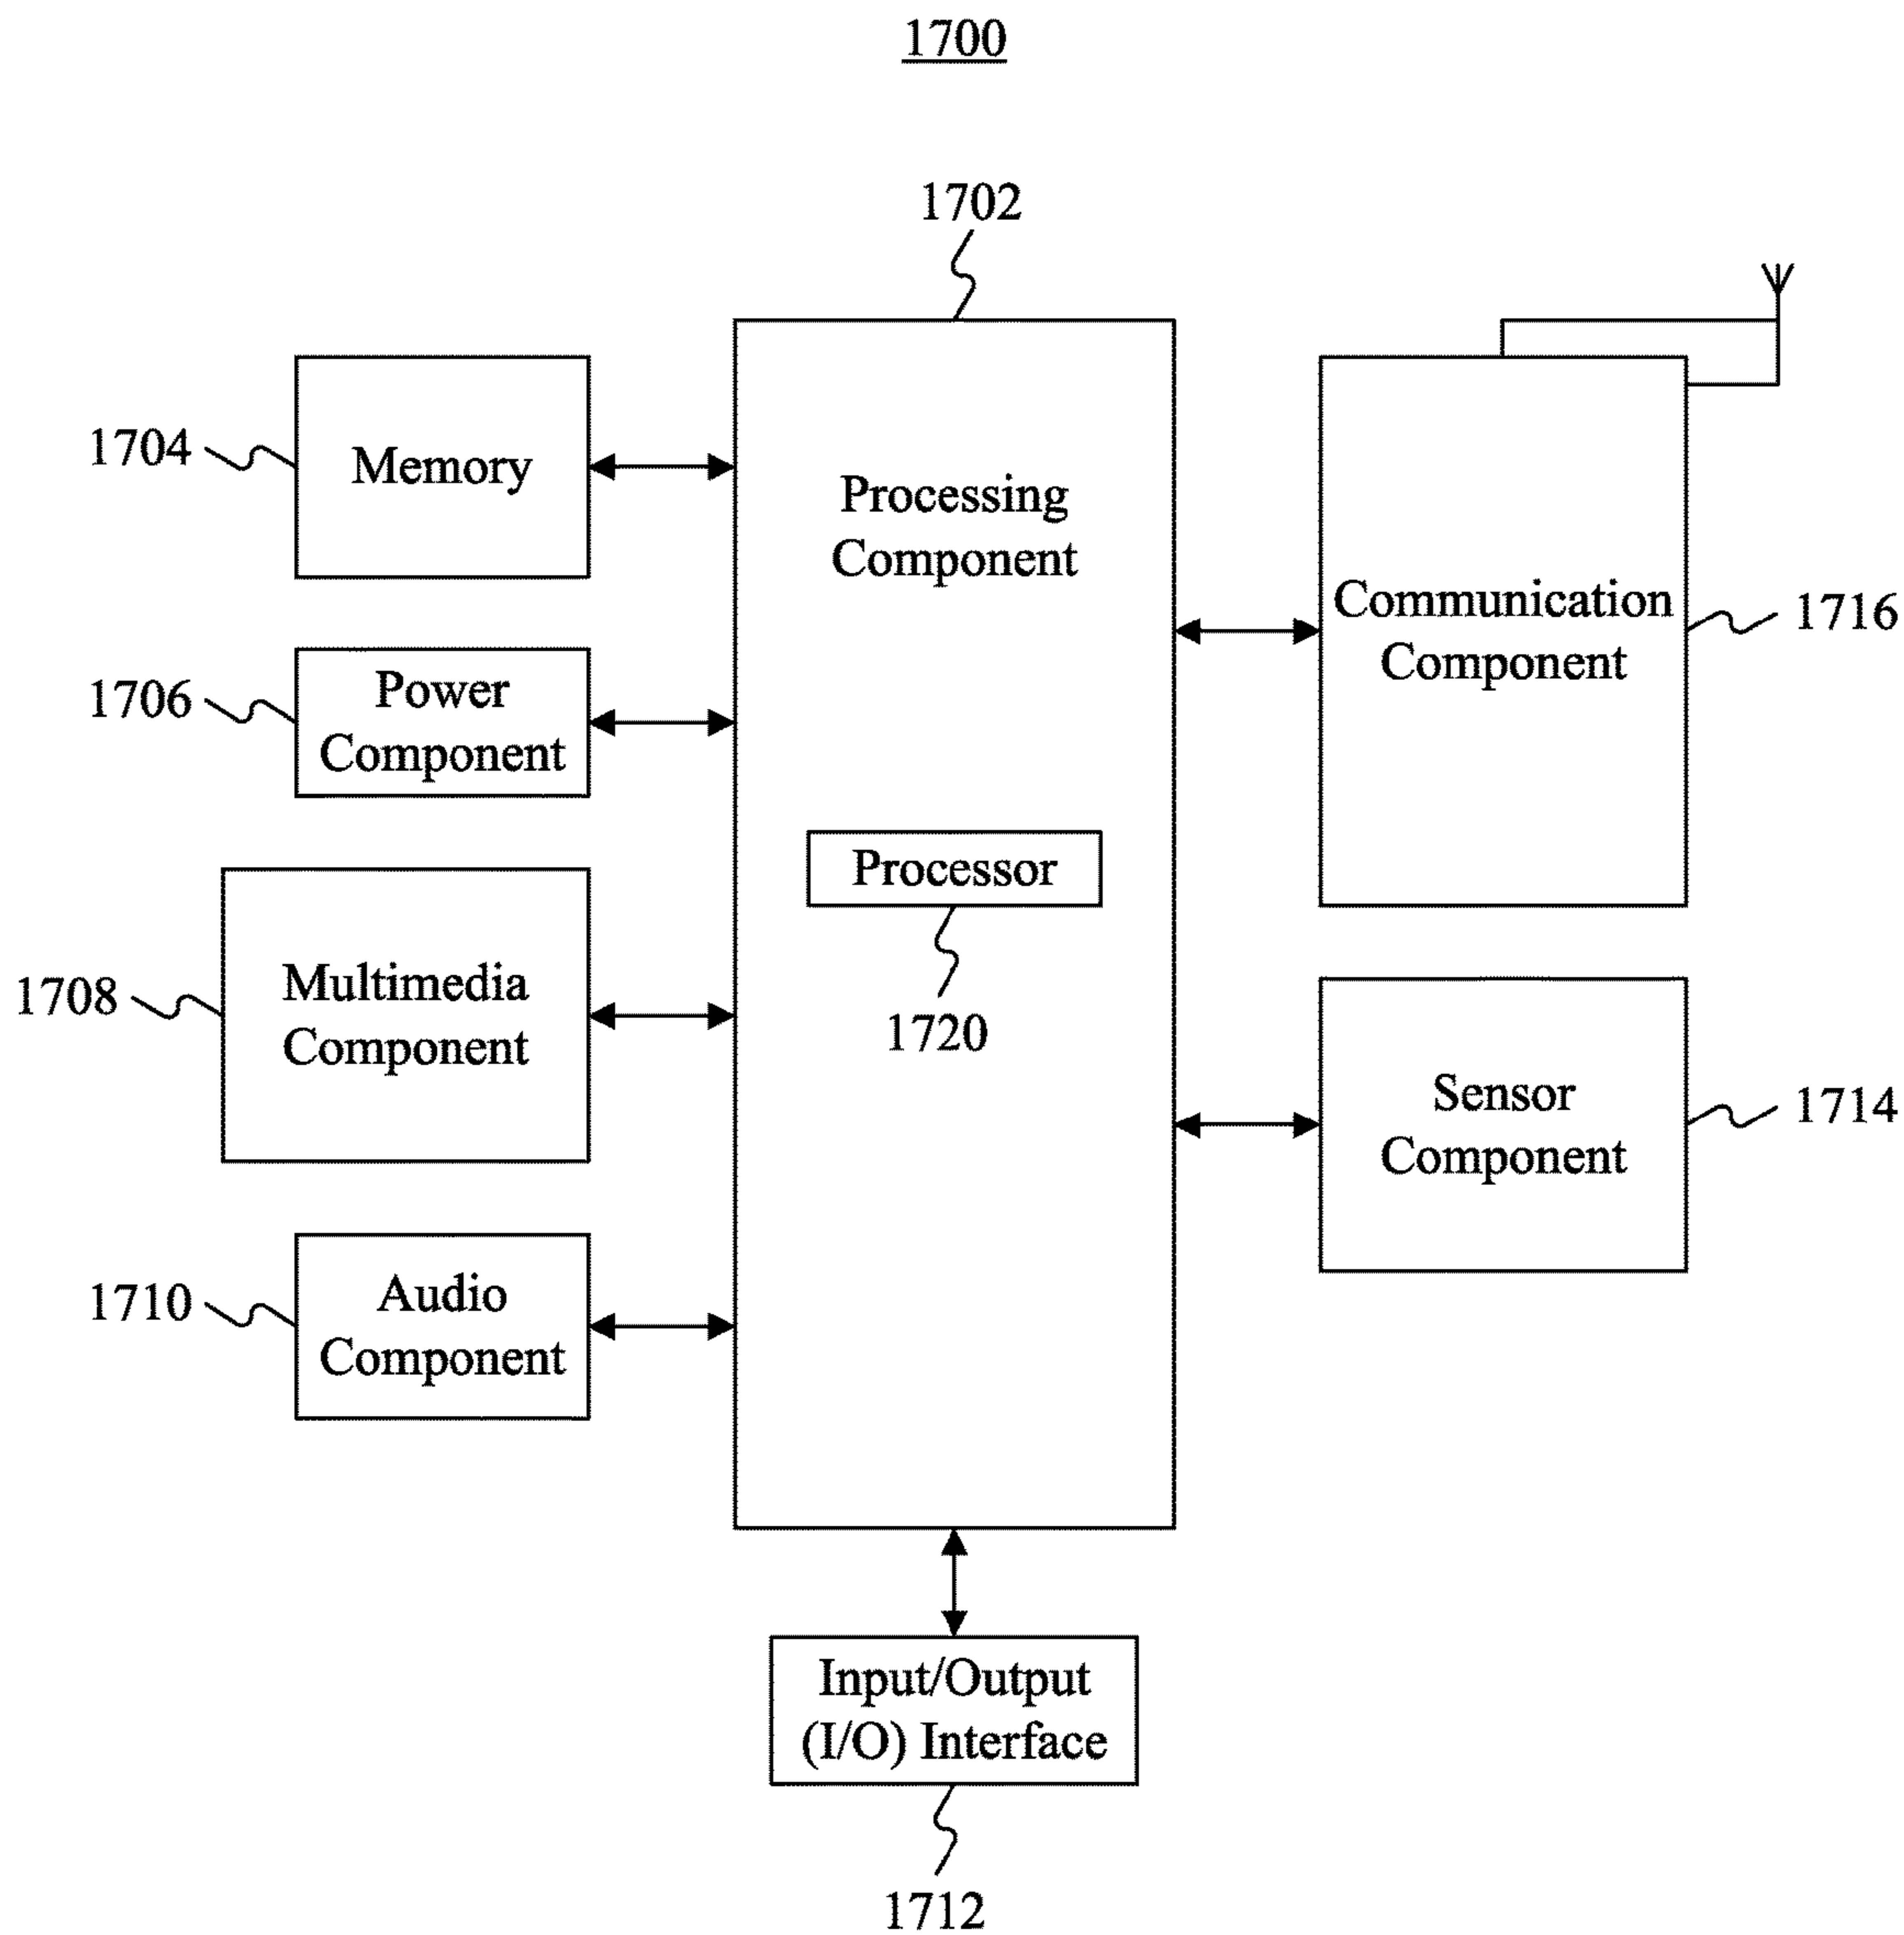 1700
1702
1704
Memory
Processing
Component
Communication
Component
1716
1706
Power
Component
Processor
1720
1708
Multimedia
Component
Sensor
Component
1714
1710
Audio
Component
Input/Output
(I/O) Interface
1712